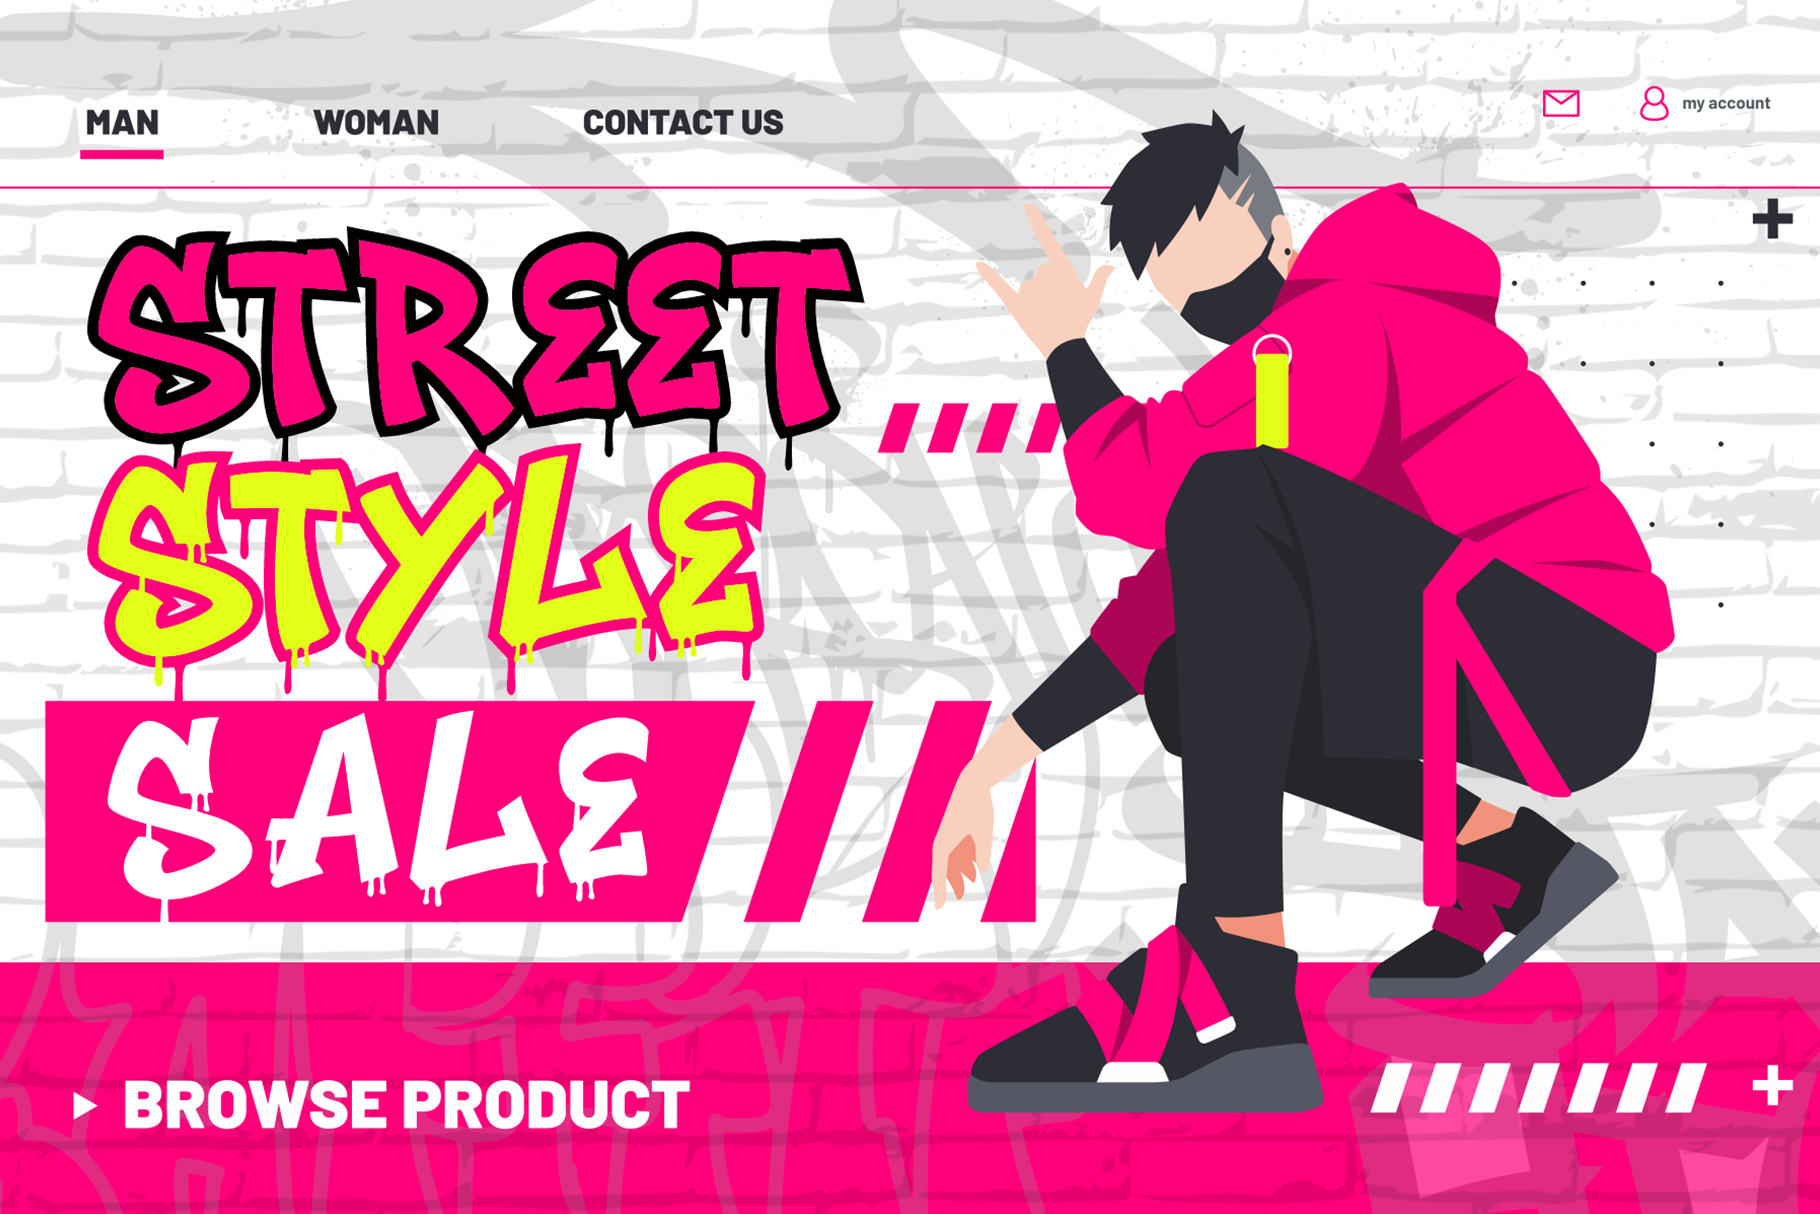 MAN WOMAN CONTACT US my account
STREET
STYLE
SALE
BROWSE PRODUCT